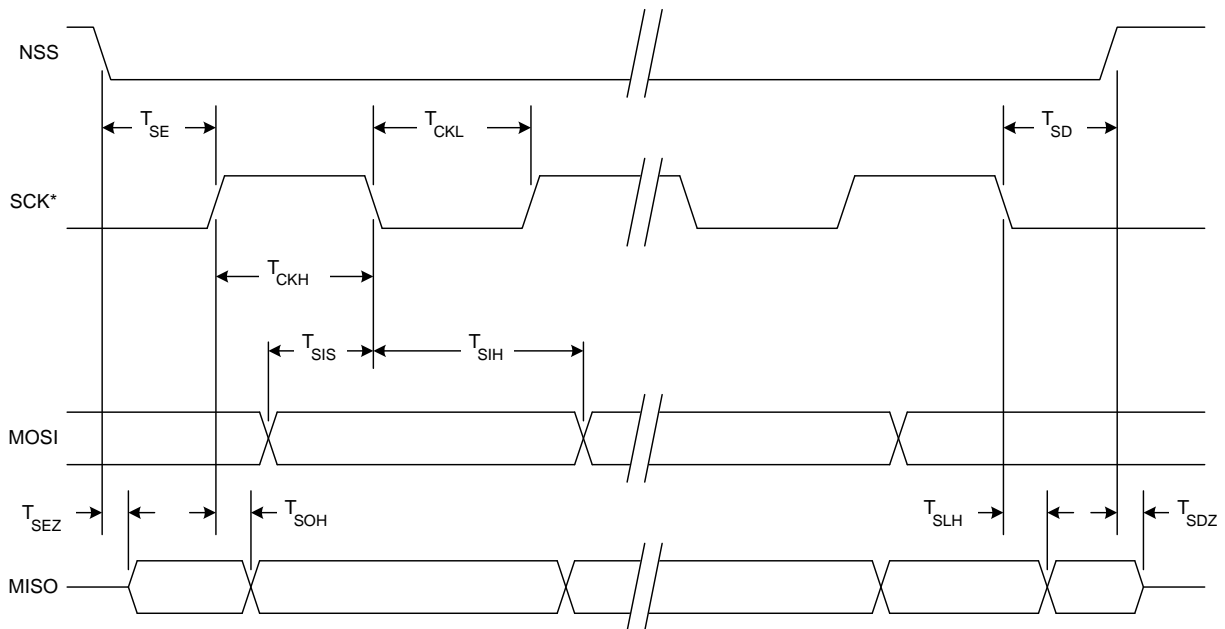 NSS
T_SE
T_CKL
T_SD
SCK*
T_CKH
T_SIS
T_SIH
MOSI
T_SEZ
T_SOH
T_SLH
T_SDZ
MISO